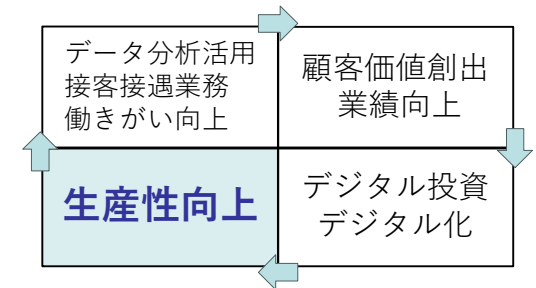 データ分析活用
接客接遇業務
働きがい向上
顧客価値創出
業績向上
生産性向上
デジタル投資
デジタル化